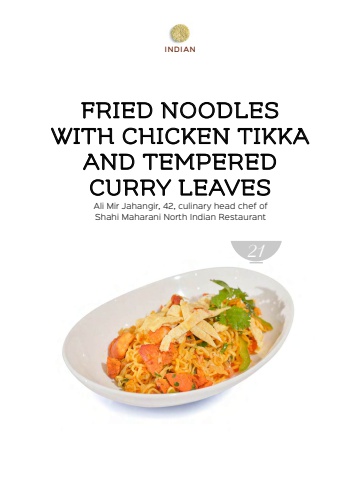 INDIAN
FRIED NOODLES
WITH CHICKEN TIKKA
AND TEMPERED
CURRY LEAVES
Ali Mir Jahangir, 42, culinary head chef of
Shahi Maharani North Indian Restaurant
21